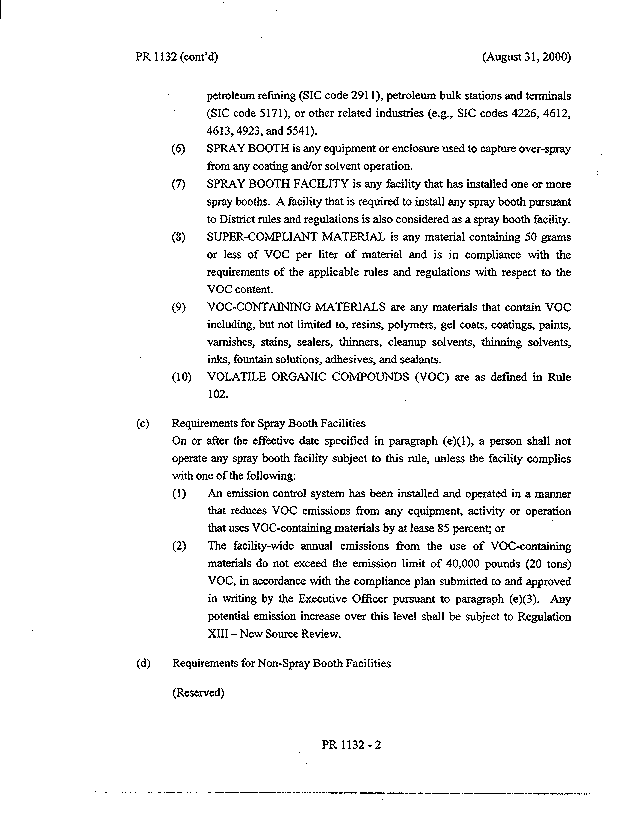 PR 1132 (cont'd) (August 31, 2000)
petroleum refining (SIC code 2911), petroleum bulk stations and terminals
(SIC code 5171), or other related industries (e.g., SIC codes 4226, 4612,
4613, 4923, and 5541).
(6) SPRAY BOOTH is any equipment or enclosure used to capture over-spray
from any coating and/or solvent operation.
(7) SPRAY BOOTH FACILITY is any facility that has installed one or more
spray booths. A facility that is required to install any spray booth pursuant
to District rules and regulations is also considered as a spray booth facility.
(8) SUPER-COMPLIANT MATERIAL is any material containing 50 grams
or less of VOC per liter of material and is in compliance with the
requirements of the applicable rules and regulations with respect to the
VOC content.
(9) VOC-CONTAINING MATERIALS are any materials that contain VOC
including, but not limited to, resins, polymers, gel coats, coatings, paints,
varnishes, stains, sealers, thinners, cleanup solvents, thinning solvents,
inks, fountain solutions, adhesives, and sealants.
(10) VOLATILE ORGANIC COMPOUNDS (VOC) are as defined in Rule
102.
(c) Requirements for Spray Booth Facilities
On or after the effective date specified in paragraph (e)(1), a person shall not
operate any spray booth facility subject to this rule, unless the facility complies
with one of the following:
(1) An emission control system has been installed and operated in a manner
that reduces VOC emissions from any equipment, activity or operation
that uses VOC-containing materials by at lease 85 percent; or
(2) The facility-wide annual emissions from the use of VOC-containing
materials do not exceed the emission limit of 40,000 pounds (20 tons)
VOC, in accordance with the compliance plan submitted to and approved
in writing by the Executive Officer pursuant to paragraph (e)(3). Any
potential emission increase over this level shall be subject to Regulation
XIII – New Source Review.
(d) Requirements for Non-Spray Booth Facilities
(Reserved)
PR 1132 - 2